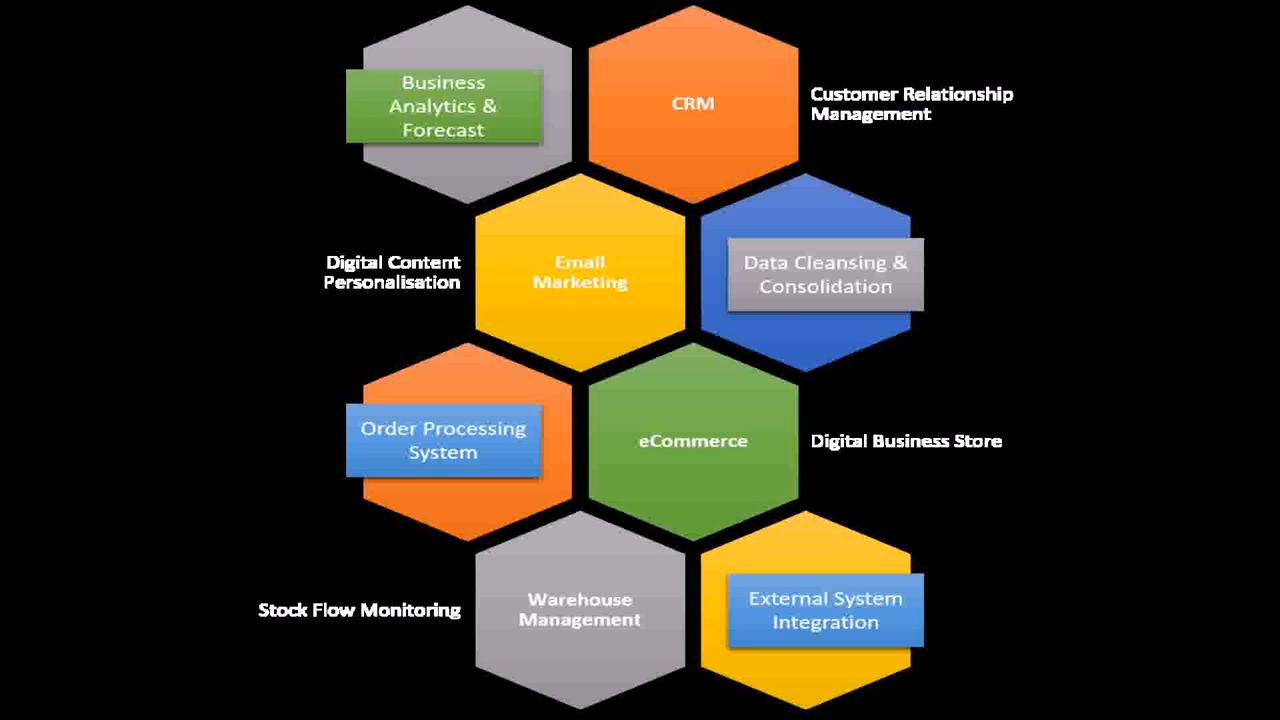 Business
Analytics &
Forecast
CRM
Customer Relationship
Management
Digital Content
Personalisation
Email
Marketing
Data Cleansing &
Consolidation
Order Processing
System
eCommerce
Digital Business Store
Stock Flow Monitoring
Warehouse
Management
External System
Integration